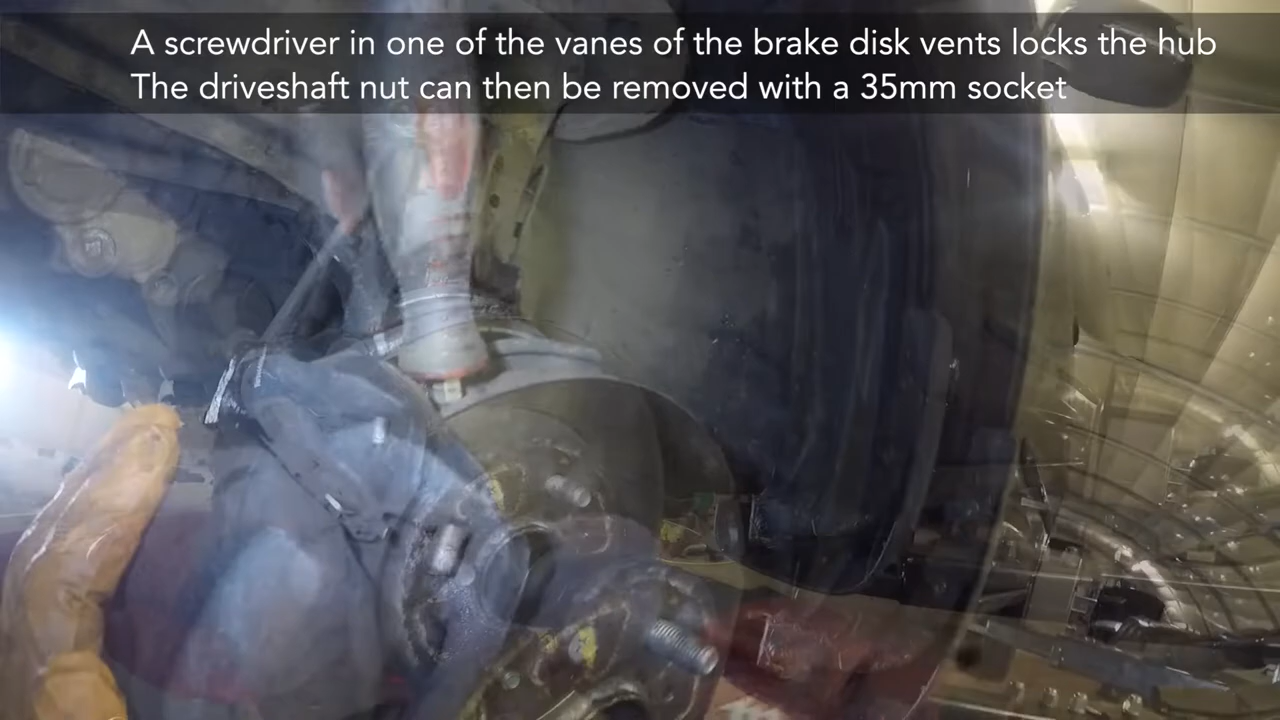 A screwdriver in one of the vanes of the brake disk vents locks the hub
The driveshaft nut can then be removed with a 35mm socket